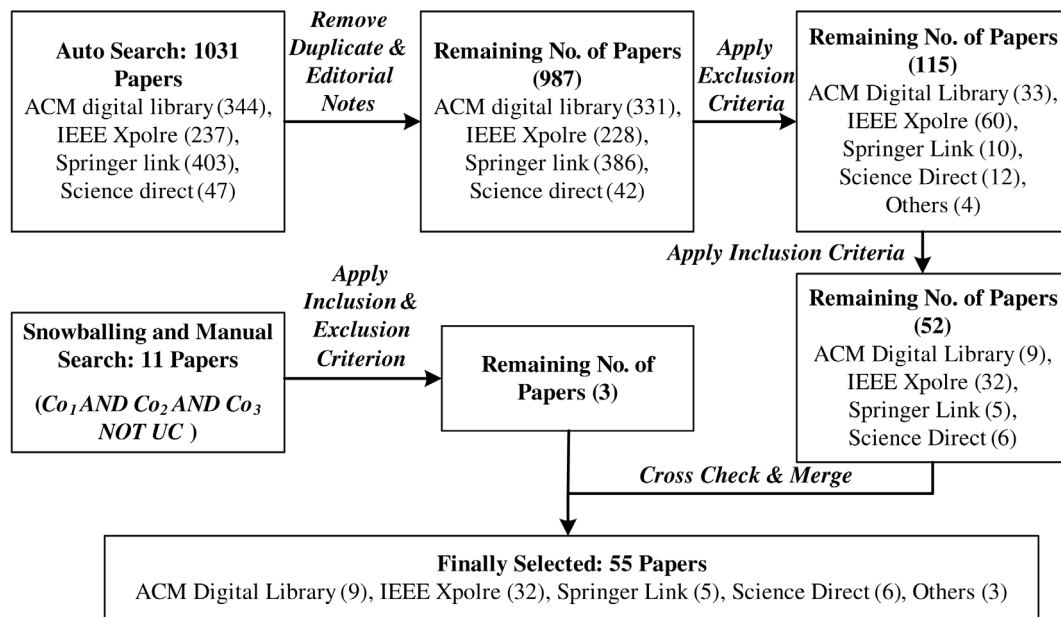 Auto Search: 1031
Papers
ACM digital library (344),
IEEE Xpolre (237),
Springer link (403),
Science direct (47)
Remove
Duplicate &
Editorial
Notes
Remaining No. of Papers
(987)
ACM digital library (331),
IEEE Xpolre (228),
Springer link (386),
Science direct (42)
Apply
Exclusion
Criteria
Remaining No. of Papers
(115)
ACM Digital Library (33),
IEEE Xpolre (60),
Springer Link (10),
Science Direct (12),
Others (4)
Apply Inclusion Criteria
Remaining No. of Papers
(52)
ACM Digital Library (9),
IEEE Xpolre (32),
Springer Link (5),
Science Direct (6)
Snowballing and Manual
Search: 11 Papers
(Co₁ AND Co₂ AND Co₃
NOT UC )
Apply
Inclusion &
Exclusion
Criterion
Remaining No. of
Papers (3)
Cross Check & Merge
Finally Selected: 55 Papers
ACM Digital Library (9), IEEE Xpolre (32), Springer Link (5), Science Direct (6), Others (3)